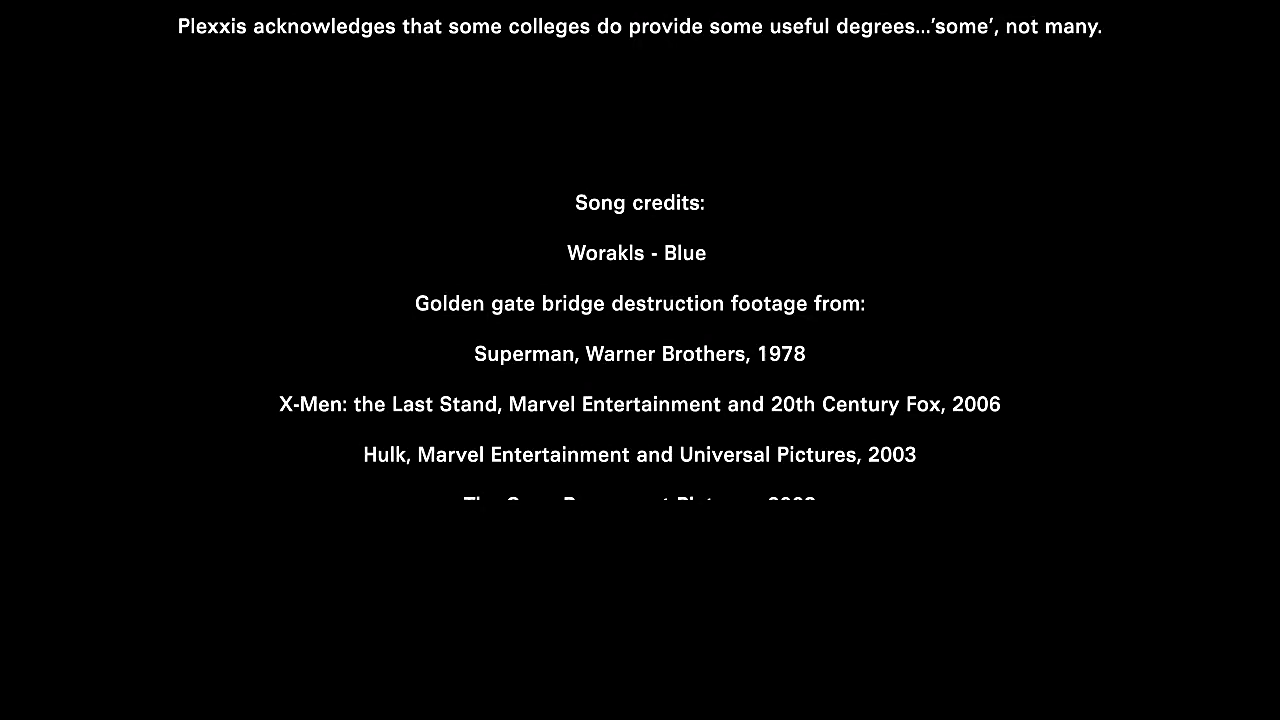 Plexxis acknowledges that some colleges do provide some useful degrees...'some', not many.
Song credits:
Worakls - Blue
Golden gate bridge destruction footage from:
Superman, Warner Brothers, 1978
X-Men: the Last Stand, Marvel Entertainment and 20th Century Fox, 2006
Hulk, Marvel Entertainment and Universal Pictures, 2003